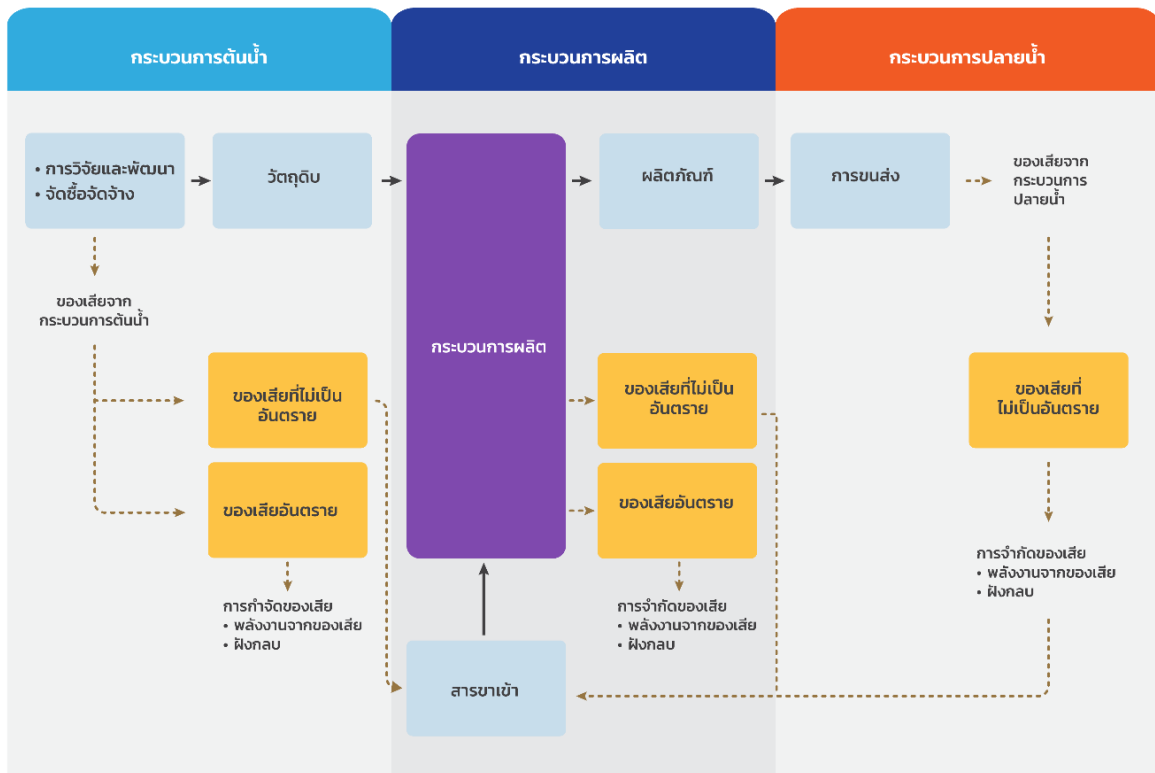 กระบวนการต้นน้ำ
กระบวนการผลิต
กระบวนการปลายน้ำ
• การวิจัยและพัฒนา
• จัดซื้อจัดจ้าง
วัตถุดิบ
ผลิตภัณฑ์
การขนส่ง
ของเสียจาก
กระบวนการ
ปลายน้ำ
ของเสียจาก
กระบวนการต้นน้ำ
กระบวนการผลิต
ของเสียที่ไม่เป็น
อันตราย
ของเสียที่ไม่เป็น
อันตราย
ของเสียที่
ไม่เป็นอันตราย
ของเสียอันตราย
ของเสียอันตราย
การกำจัดของเสีย
• พลังงานจากของเสีย
• ฝังกลบ
การจำกัดของเสีย
• พลังงานจากของเสีย
• ฝังกลบ
การจำกัดของเสีย
• พลังงานจากของเสีย
• ฝังกลบ
สารขาเข้า